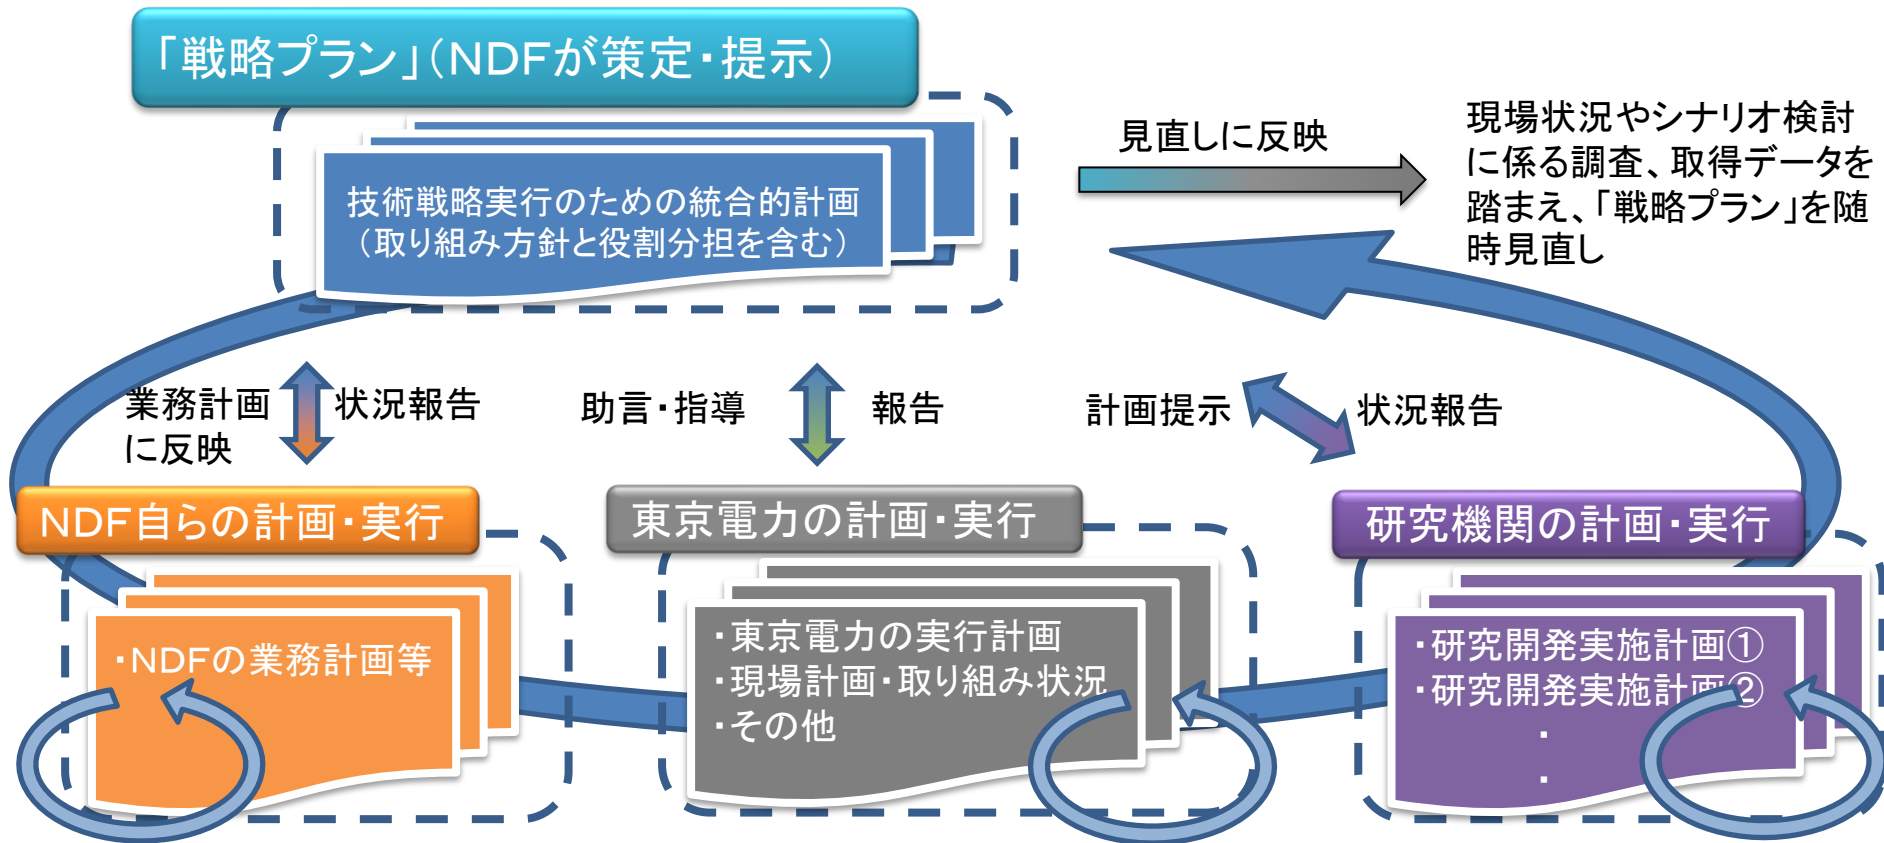 「戦略プラン」（NDFが策定・提示）
技術戦略実行のための統合的計画
（取り組み方針と役割分担を含む）
見直しに反映
現場状況やシナリオ検討
に係る調査、取得データを
踏まえ、「戦略プラン」を随
時見直し
業務計画
に反映
状況報告
助言・指導
報告
計画提示
状況報告
NDF自らの計画・実行
・NDFの業務計画等
東京電力の計画・実行
・東京電力の実行計画
・現場計画・取り組み状況
・その他
研究機関の計画・実行
・研究開発実施計画①
・研究開発実施計画②
・
・